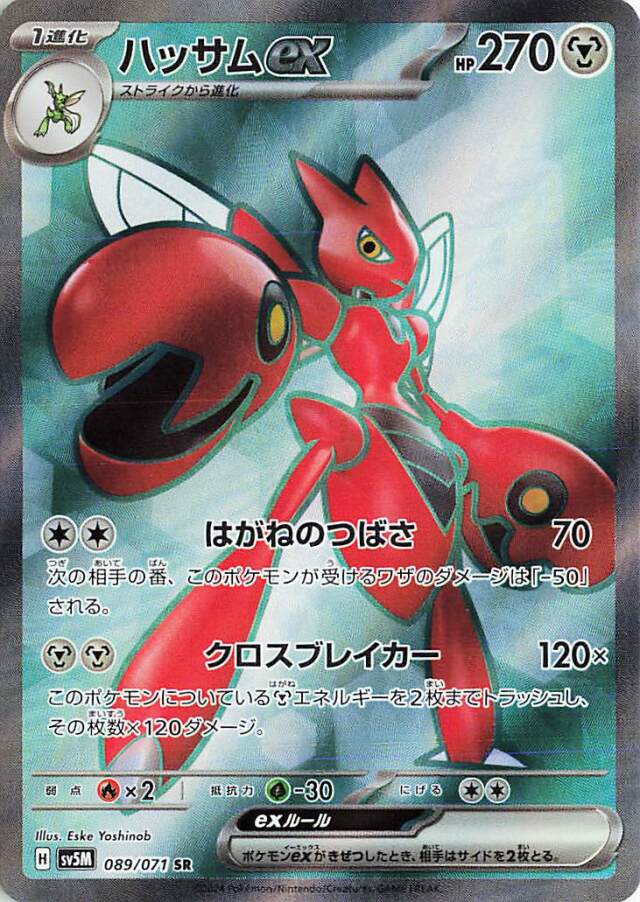 1進化
ハッサムex
HP270
ストライクから進化
はがねのつばさ 70
次の相手の番、このポケモンが受けるワザのダメージは「-50」
される。
クロスブレイカー 120×
このポケモンについているエネルギーを2枚までトラッシュし、
その枚数×120ダメージ。
弱点 ×2 抵抗力 -30 にげる
Illus. Eske Yoshinob
exルール
ポケモンexがきぜつしたとき、相手はサイドを2枚とる。
H sv5M 089/071 SR
©2024 Pokémon/Nintendo/Creatures/GAME FREAK